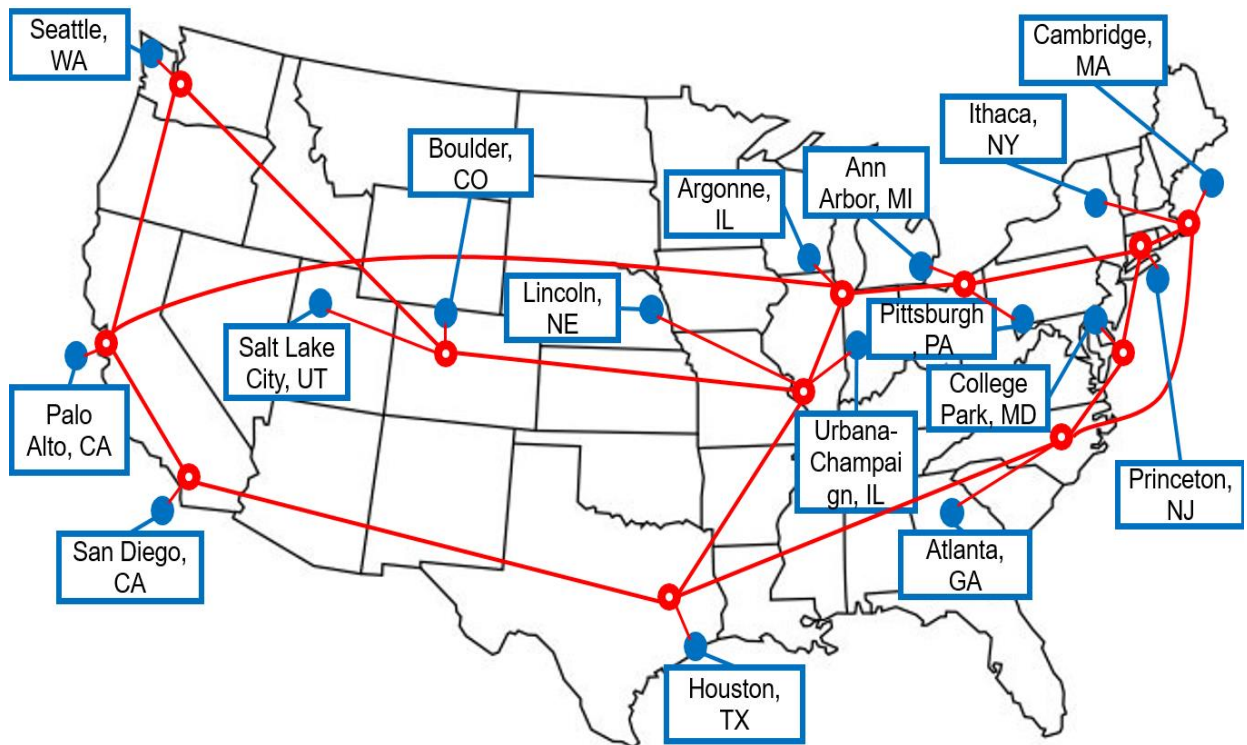 Seattle,
WA
Cambridge,
MA
Ithaca,
NY
Boulder,
CO
Ann
Arbor, MI
Argonne,
IL
Lincoln,
NE
Pittsburgh
, PA
Salt Lake
City, UT
College
Park, MD
Palo
Alto, CA
Urbana-
Champai
gn, IL
Princeton,
NJ
San Diego,
CA
Atlanta,
GA
Houston,
TX